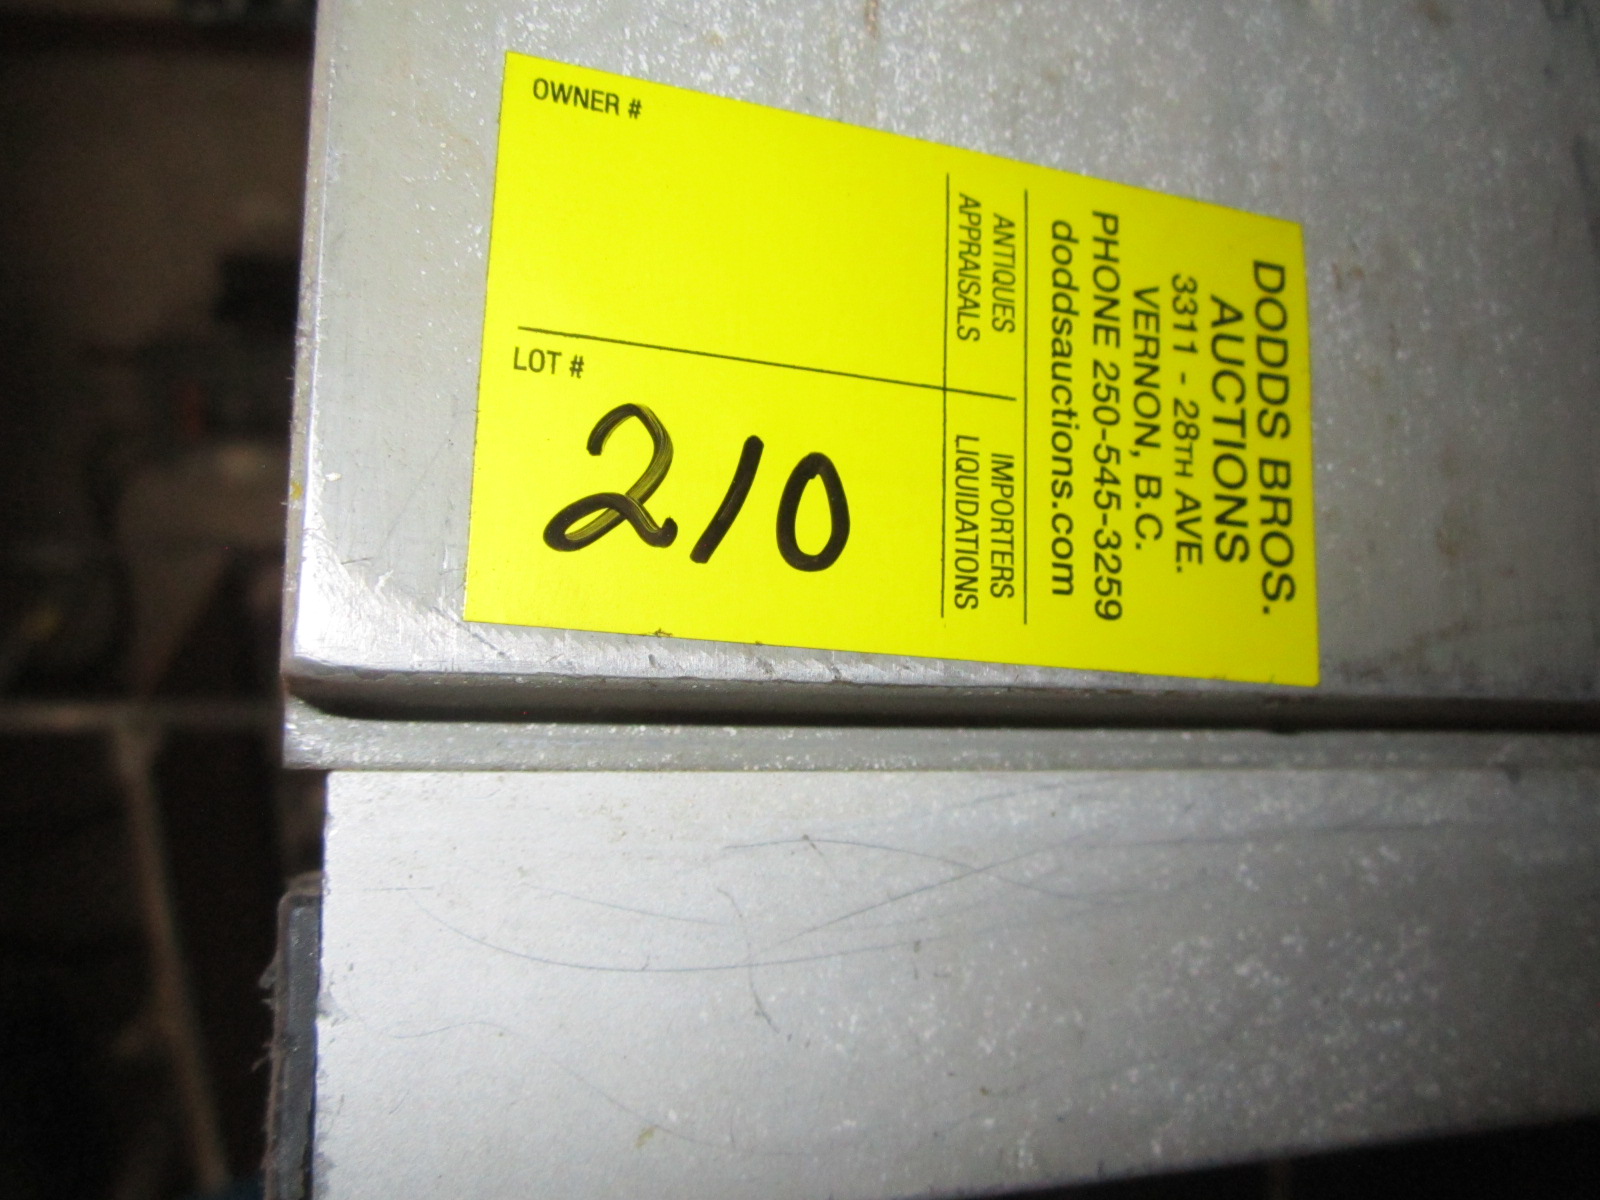 DODDS BROS.
AUCTIONS
3311 - 28TH AVE.
VERNON, B.C.
PHONE 250-545-3259
doddsauctions.com
ANTIQUES
APPRAISALS
IMPORTERS
LIQUIDATIONS
OWNER #
LOT #
210